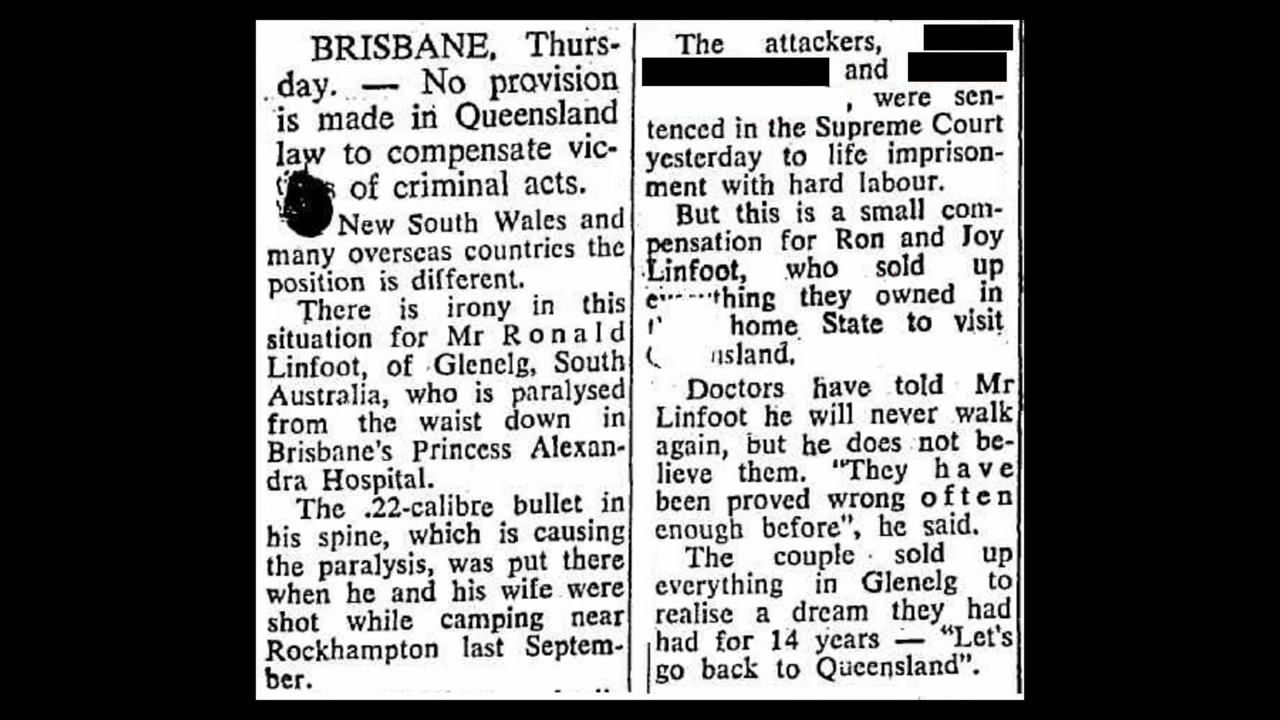 BRISBANE, Thurs-
day. — No provision
is made in Queensland
law to compensate vic-
of criminal acts.
New South Wales and
many overseas countries the
position is different.
There is irony in this
situation for Mr Ronald
Linfoot, of Glenelg, South
Australia, who is paralysed
from the waist down in
Brisbane's Princess Alexan-
dra Hospital.
The .22-calibre bullet in
his spine, which is causing
the paralysis, was put there
when he and his wife were
shot while camping near
Rockhampton last Septem-
ber.
The attackers,
and
, were sen-
tenced in the Supreme Court
yesterday to life imprison-
ment with hard labour.
But this is a small com-
pensation for Ron and Joy
Linfoot, who sold up
they owned in
home State to visit
Doctors have told Mr
Linfoot he will never walk
again, but he does not be-
lieve them. "They have
been proved wrong often
enough before", he said.
The couple sold up
everything in Glenelg to
realise a dream they had
had for 14 years — "Let's
go back to Queensland".